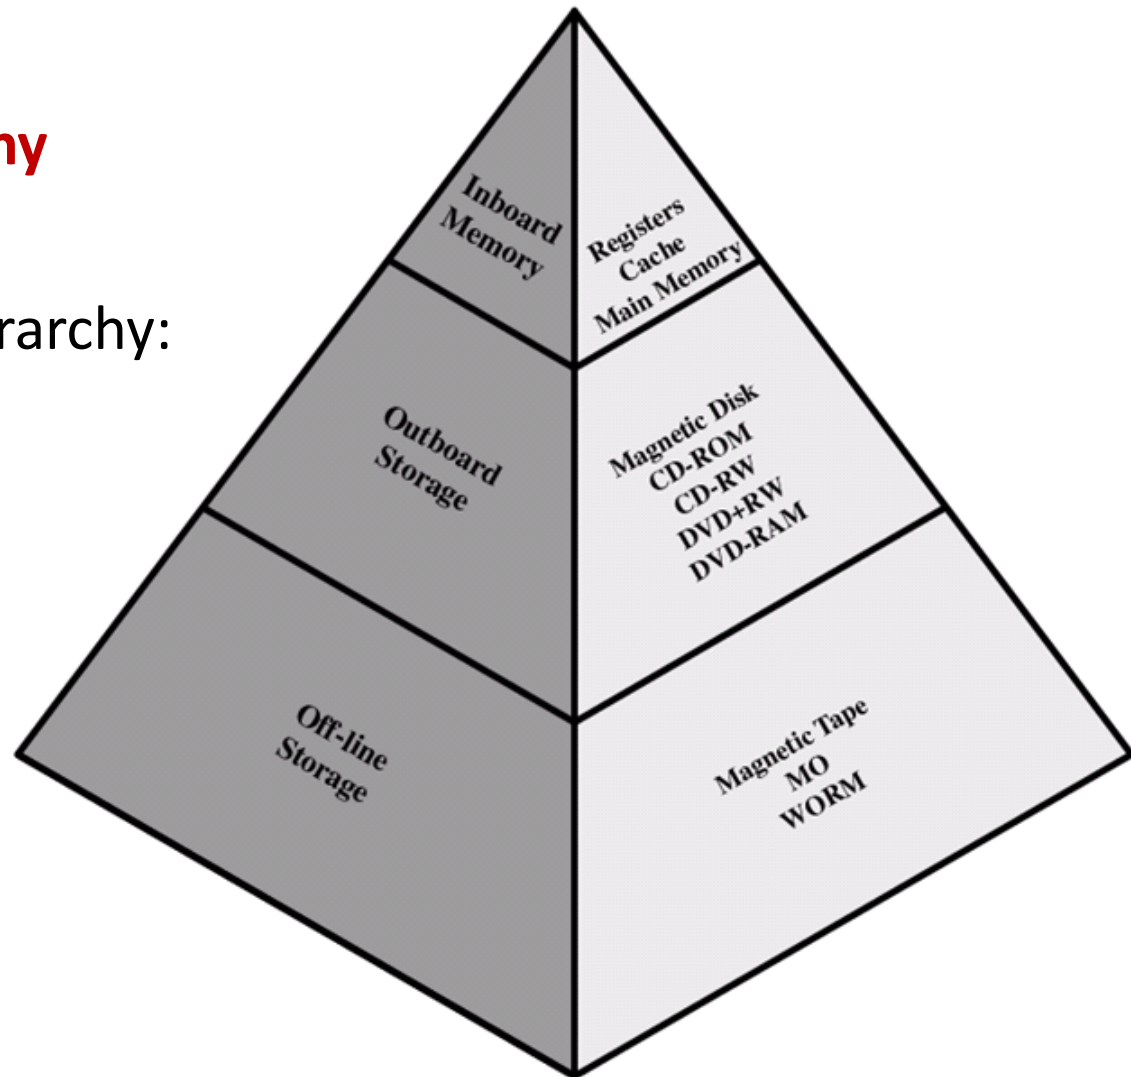 hy
rarchy:
Inboard
Memory
Registers
Cache
Main Memory
Outboard
Storage
Magnetic Disk
CD-ROM
CD-RW
DVD+RW
DVD-RAM
Off-line
Storage
Magnetic Tape
MO
WORM